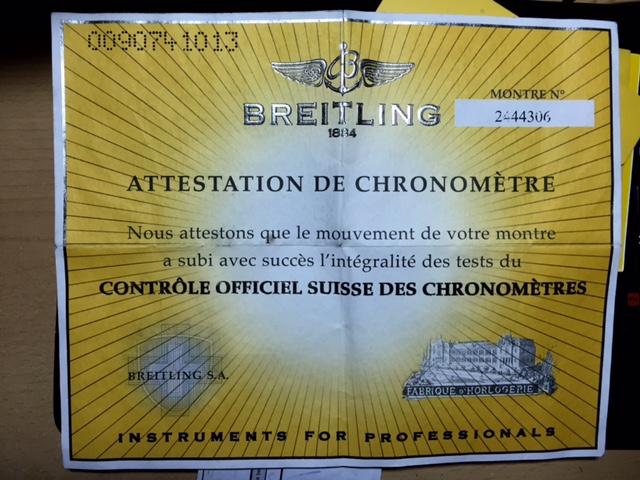 0090741013
BREITLING
1884
MONTRE Nº
2444306
ATTESTATION DE CHRONOMÈTRE
Nous attestons que le mouvement de votre montre
a subi avec succès l'intégralité des tests du
CONTRÔLE OFFICIEL SUISSE DES CHRONOMÈTRES
BREITLING S.A.
FABRIQUE D'HORLOGERIE
INSTRUMENTS FOR PROFESSIONALS